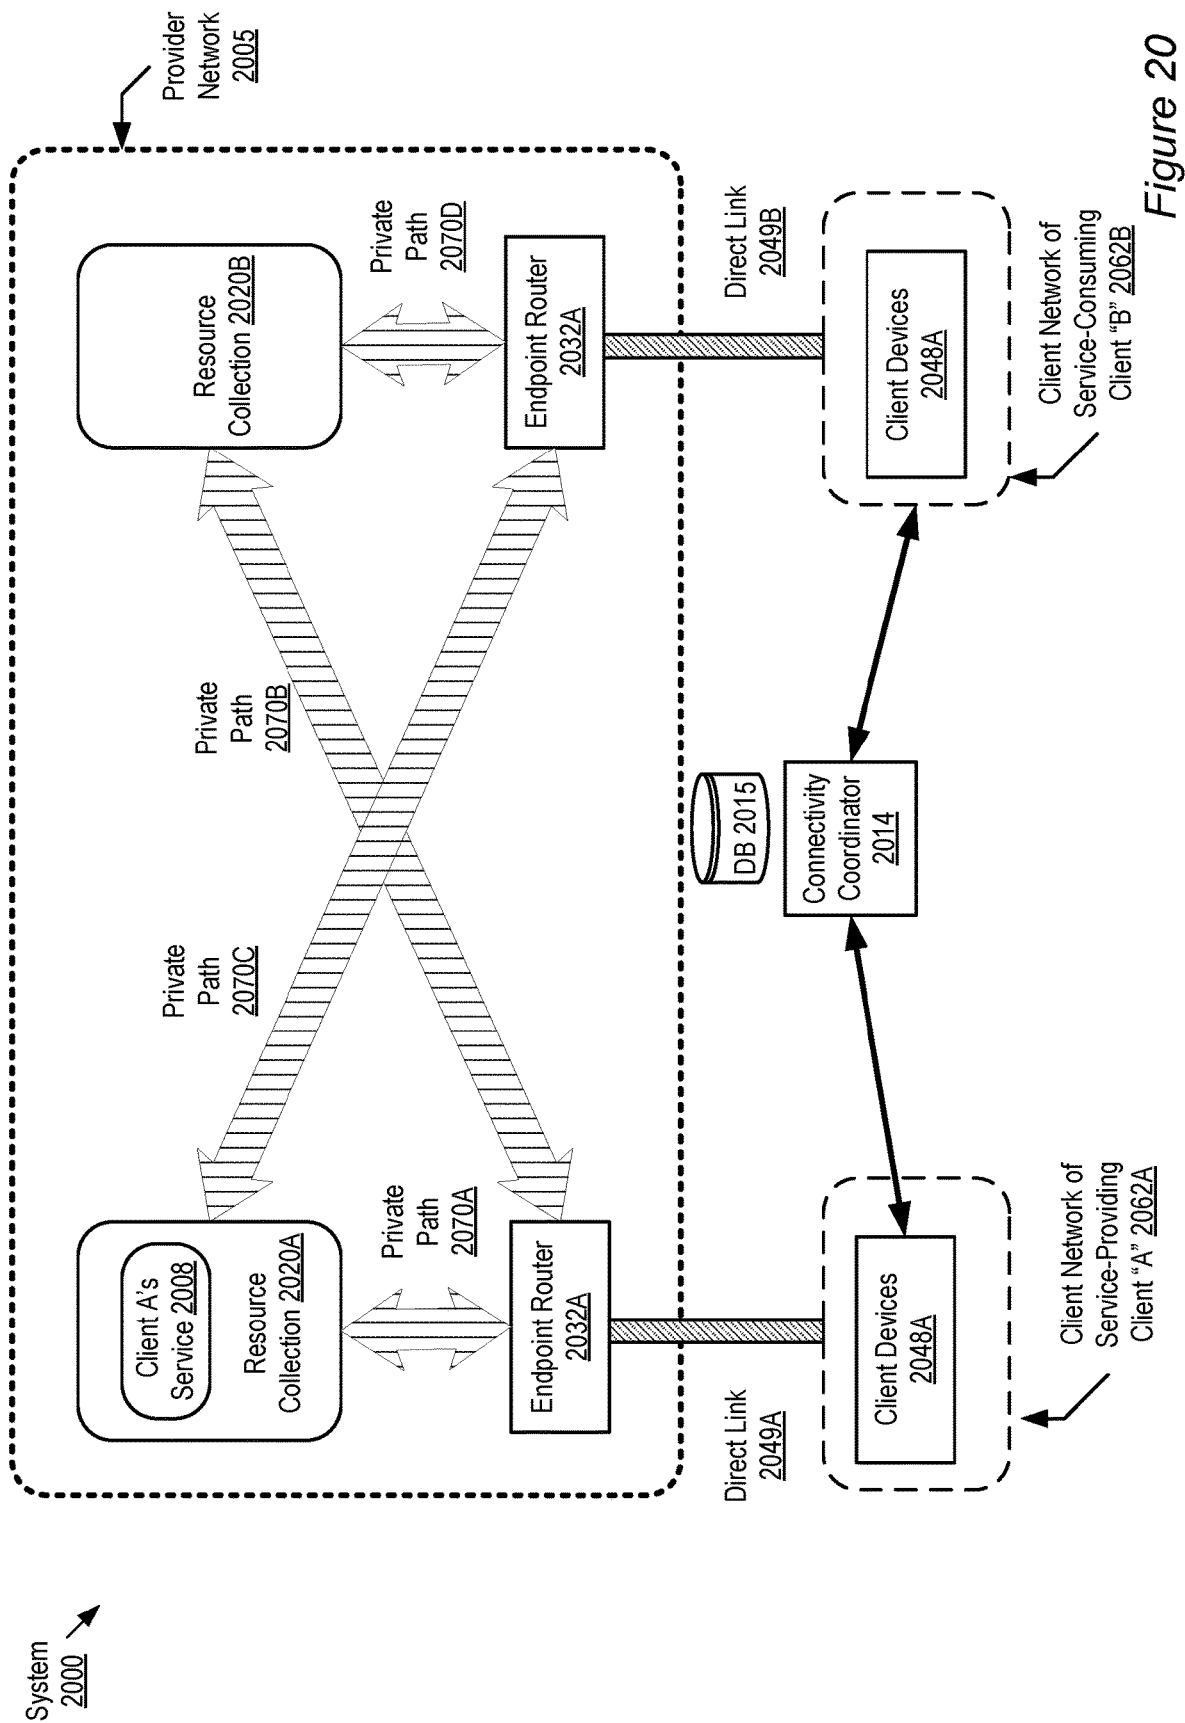 System
2000
Provider
Network
2005
Client A's
Service 2008
Resource
Collection 2020A
Resource
Collection 2020B
Private
Path
2070C
Private
Path
2070B
Private
Path
2070A
Private
Path
2070D
Endpoint Router
2032A
Endpoint Router
2032A
Direct Link
2049A
DB 2015
Direct Link
2049B
Connectivity
Coordinator
2014
Client Devices
2048A
Client Devices
2048A
Client Network of
Service-Providing
Client “A” 2062A
Client Network of
Service-Consuming
Client “B” 2062B
Figure 20